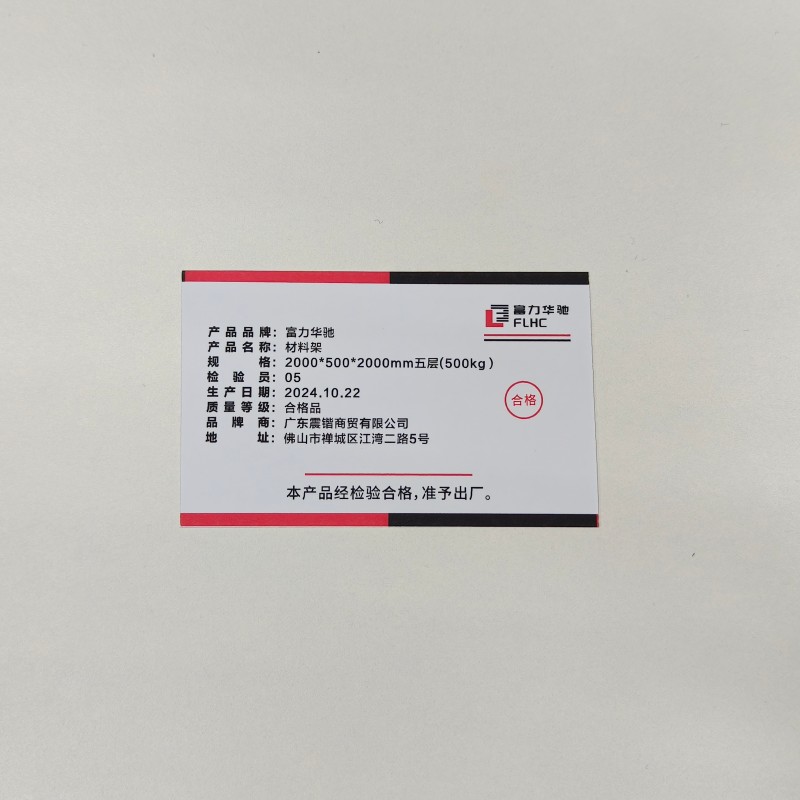 富力华驰
FLHC
产品品牌：富力华驰
产品名称：材料架
规格：2000*500*2000mm五层(500kg)
检验员：05
生产日期：2024.10.22
质量等级：合格品
品牌商：广东震锴商贸有限公司
地址：佛山市禅城区江湾二路5号
合格
本产品经检验合格，准予出厂。